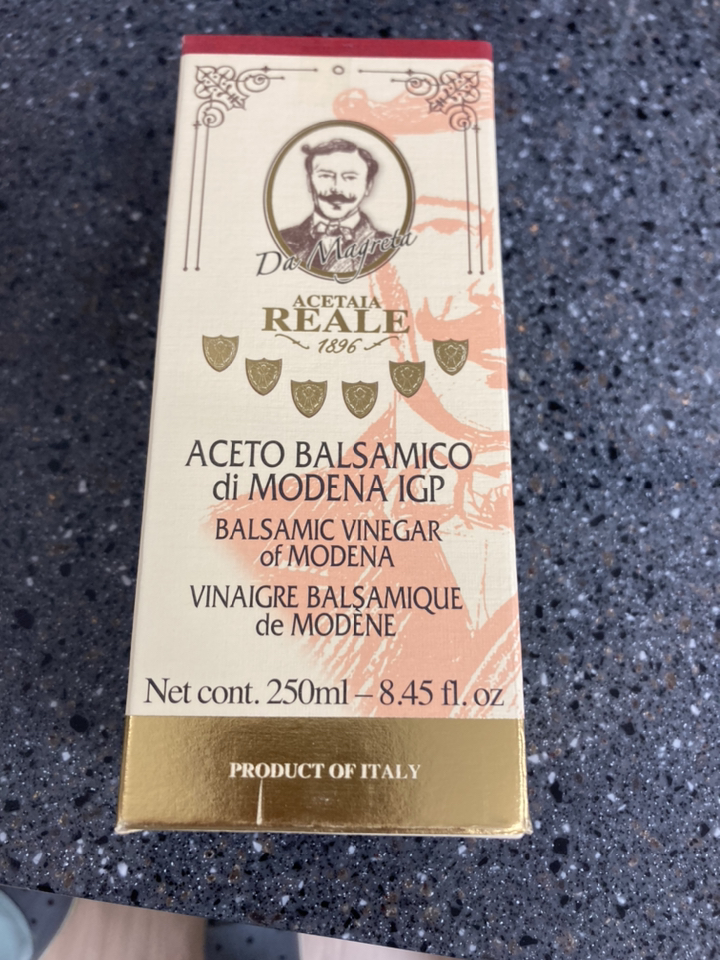 Da Magreta
ACETAIA
REALE
1896
ACETO BALSAMICO
di MODENA IGP
BALSAMIC VINEGAR
of MODENA
VINAIGRE BALSAMIQUE
de MODÈNE
Net cont. 250ml – 8.45 fl. oz
PRODUCT OF ITALY